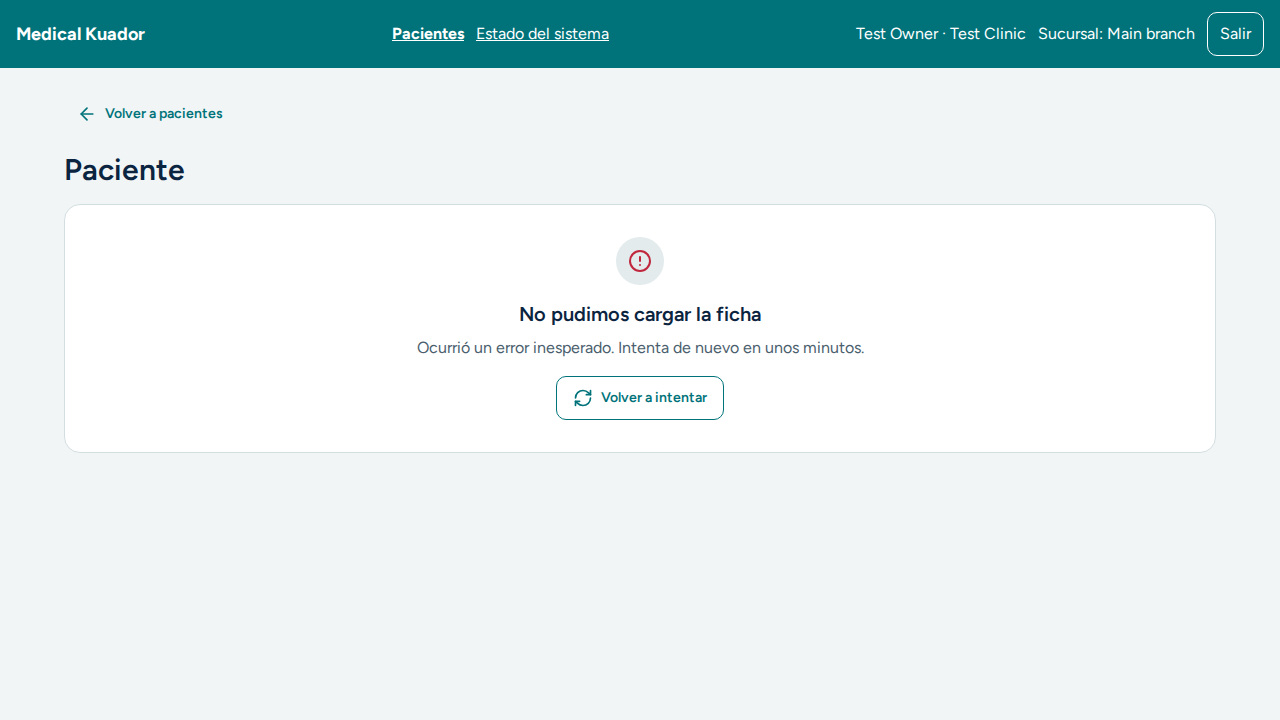 Medical Kuador
Pacientes Estado del sistema
Test Owner · Test Clinic Sucursal: Main branch Salir
Volver a pacientes
Paciente
No pudimos cargar la ficha
Ocurrió un error inesperado. Intenta de nuevo en unos minutos.
Volver a intentar